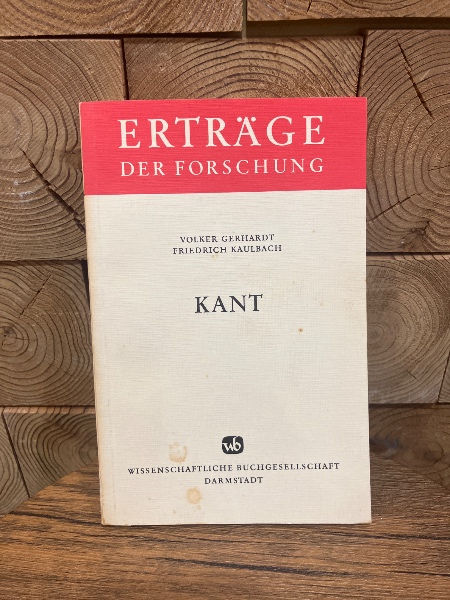 ERTRÄGE
DER FORSCHUNG
VOLKER GERHARDT
FRIEDRICH KAULBACH
KANT
wb
WISSENSCHAFTLICHE BUCHGESELLSCHAFT
DARMSTADT